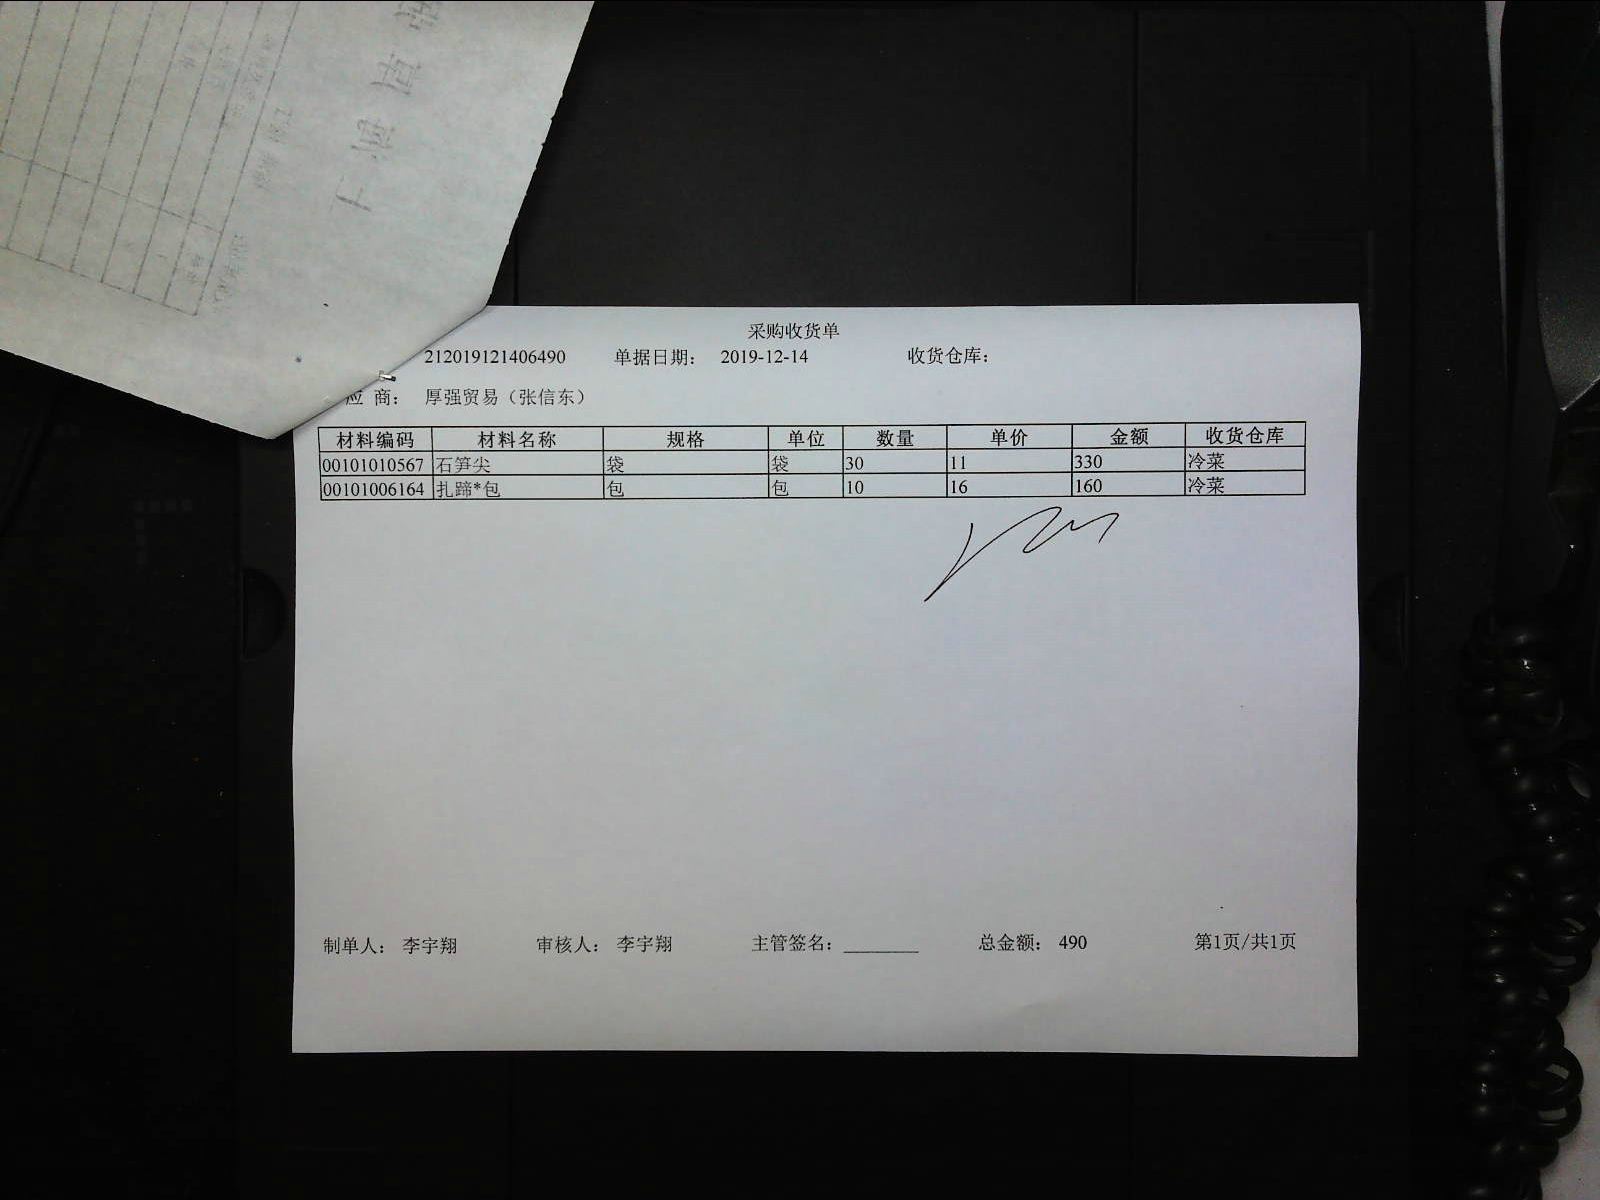 采购收货单
212019121406490 单据日期： 2019-12-14 收货仓库：
应 商： 厚强贸易（张信东）
材料编码 材料名称 规格 单位 数量 单价 金额 收货仓库
00101010567 石笋尖 袋 袋 30 11 330 冷菜
00101006164 扎蹄*包 包 包 10 16 160 冷菜
制单人： 李宇翔 审核人： 李宇翔 主管签名： ________ 总金额： 490 第1页/共1页